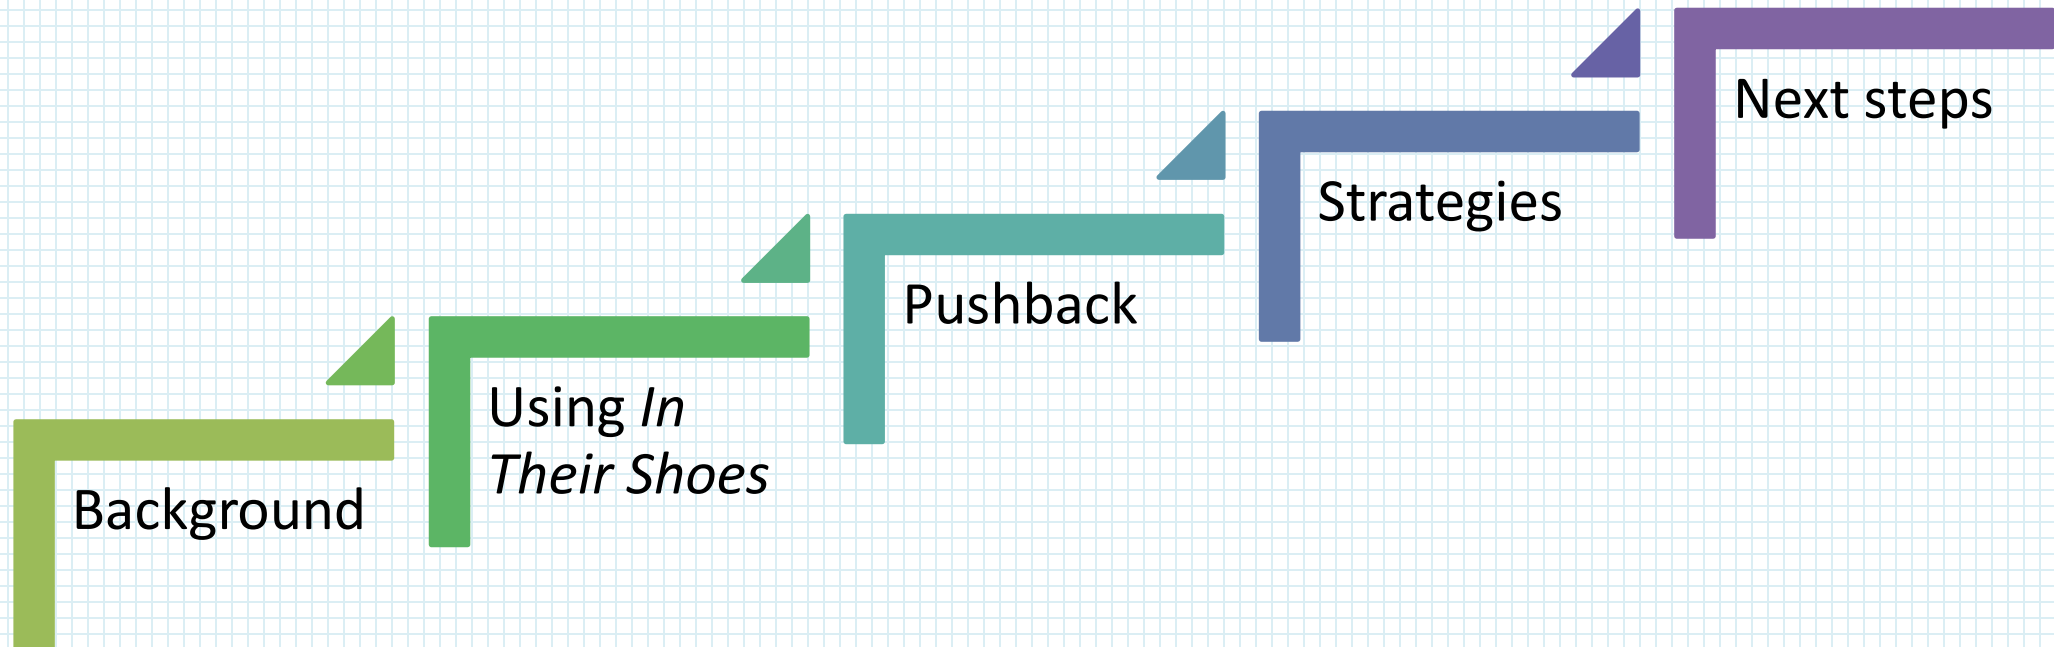 Background
Using In
Their Shoes
Pushback
Strategies
Next steps